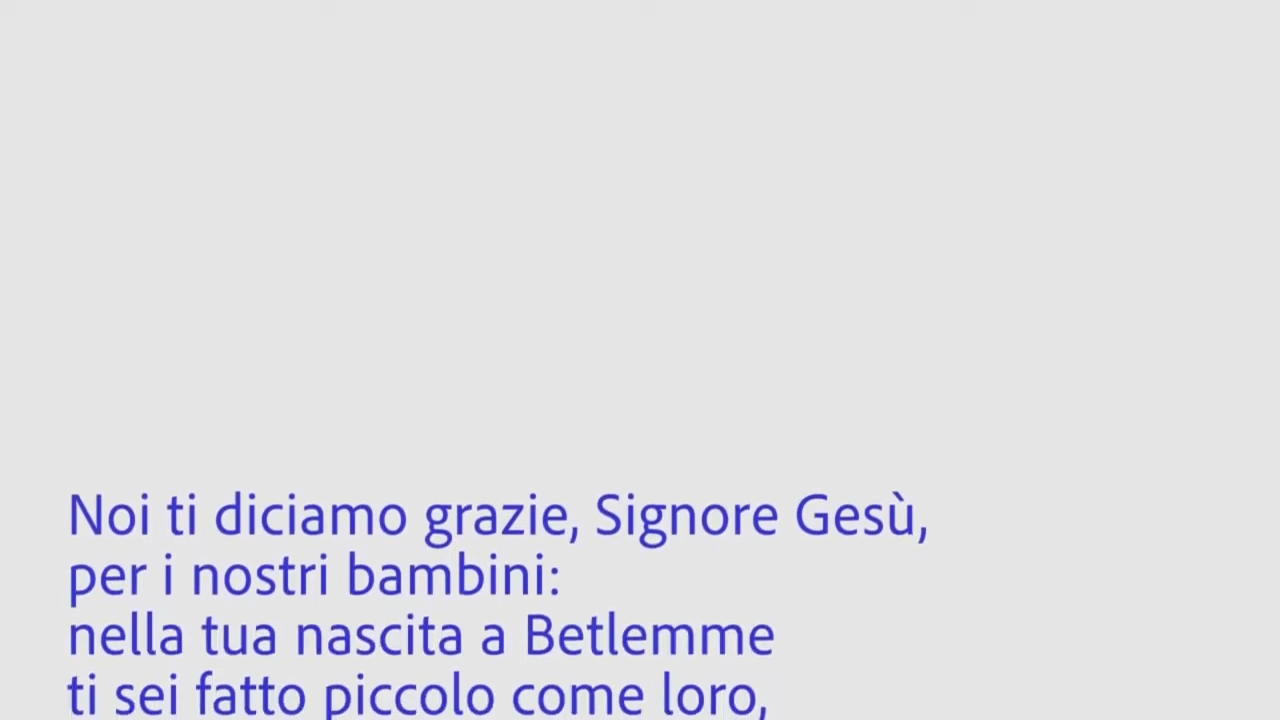 Noi ti diciamo grazie, Signore Gesù,
per i nostri bambini:
nella tua nascita a Betlemme
ti sei fatto piccolo come loro,